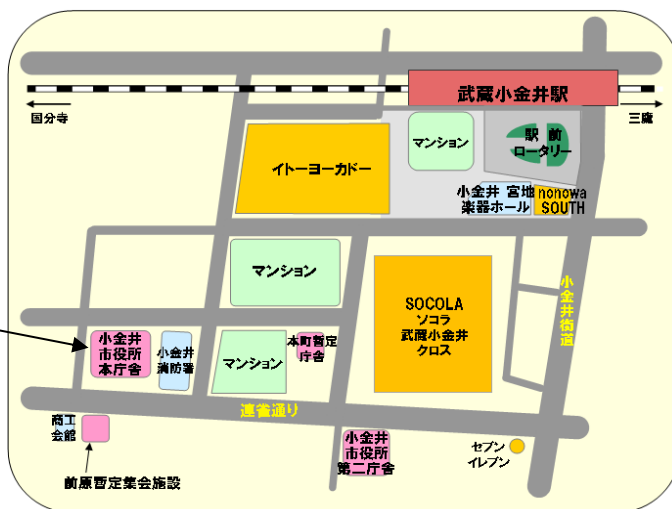 武蔵小金井駅
国分寺
三鷹
マンション
駅 前
ロータリー
イトーヨーカドー
小金井 宮地
楽器ホール
nonowa
SOUTH
マンション
SOCOLA
ソコラ
武蔵小金井
クロス
小金井街道
小金井
市役所
本庁舎
小金井
消防署
マンション
本町暫定
庁舎
連雀通り
商工
会館
小金井
市役所
第二庁舎
セブン
イレブン
前原暫定集会施設